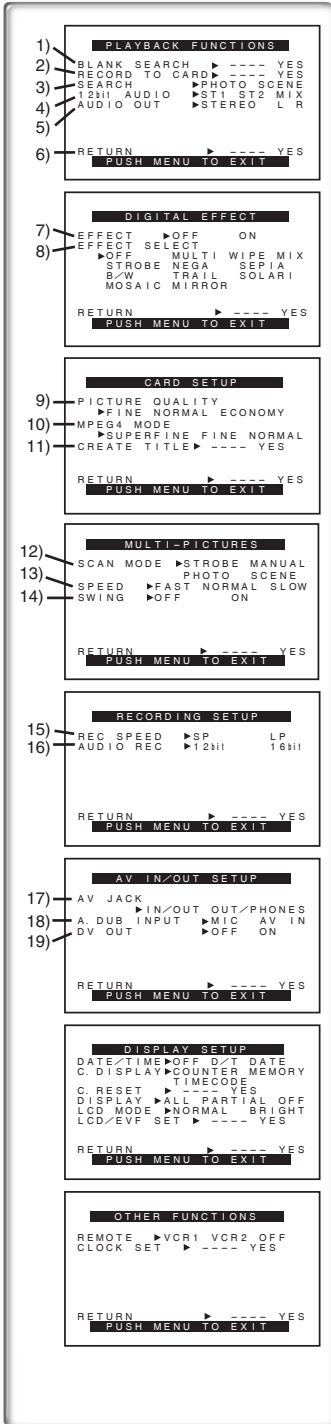 PLAYBACK FUNCTIONS
1) BLANK SEARCH ▶ ---- YES
2) RECORD TO CARD ▶ ---- YES
3) SEARCH ▶PHOTO SCENE
4) 12bit AUDIO ▶ST1 ST2 MIX
5) AUDIO OUT ▶STEREO L R
6) RETURN ▶ ---- YES
PUSH MENU TO EXIT
DIGITAL EFFECT
7) EFFECT ▶OFF ON
8) EFFECT SELECT
▶OFF MULTI WIPE MIX
STROBE NEGA SEPIA
B/W TRAIL SOLARI
MOSAIC MIRROR
RETURN ▶ ---- YES
PUSH MENU TO EXIT
CARD SETUP
9) PICTURE QUALITY
▶FINE NORMAL ECONOMY
10) MPEG4 MODE
▶SUPERFINE FINE NORMAL
11) CREATE TITLE ▶ ---- YES
RETURN ▶ ---- YES
PUSH MENU TO EXIT
MULTI-PICTURES
12) SCAN MODE ▶STROBE MANUAL
PHOTO SCENE
13) SPEED ▶FAST NORMAL SLOW
14) SWING ▶OFF ON
RETURN ▶ ---- YES
PUSH MENU TO EXIT
RECORDING SETUP
15) REC SPEED ▶SP LP
16) AUDIO REC ▶12bit 16bit
RETURN ▶ ---- YES
PUSH MENU TO EXIT
AV IN/OUT SETUP
17) AV JACK
▶IN/OUT OUT/PHONES
18) A. DUB INPUT ▶MIC AV IN
19) DV OUT ▶OFF ON
RETURN ▶ ---- YES
PUSH MENU TO EXIT
DISPLAY SETUP
DATE/TIME ▶OFF D/T DATE
C. DISPLAY ▶COUNTER MEMORY
TIMECODE
C. RESET ▶ ---- YES
DISPLAY ▶ALL PARTIAL OFF
LCD MODE ▶NORMAL BRIGHT
LCD/EVF SET ▶ ---- YES
RETURN ▶ ---- YES
PUSH MENU TO EXIT
OTHER FUNCTIONS
REMOTE ▶VCR1 VCR2 OFF
CLOCK SET ▶ ---- YES
RETURN ▶ ---- YES
PUSH MENU TO EXIT